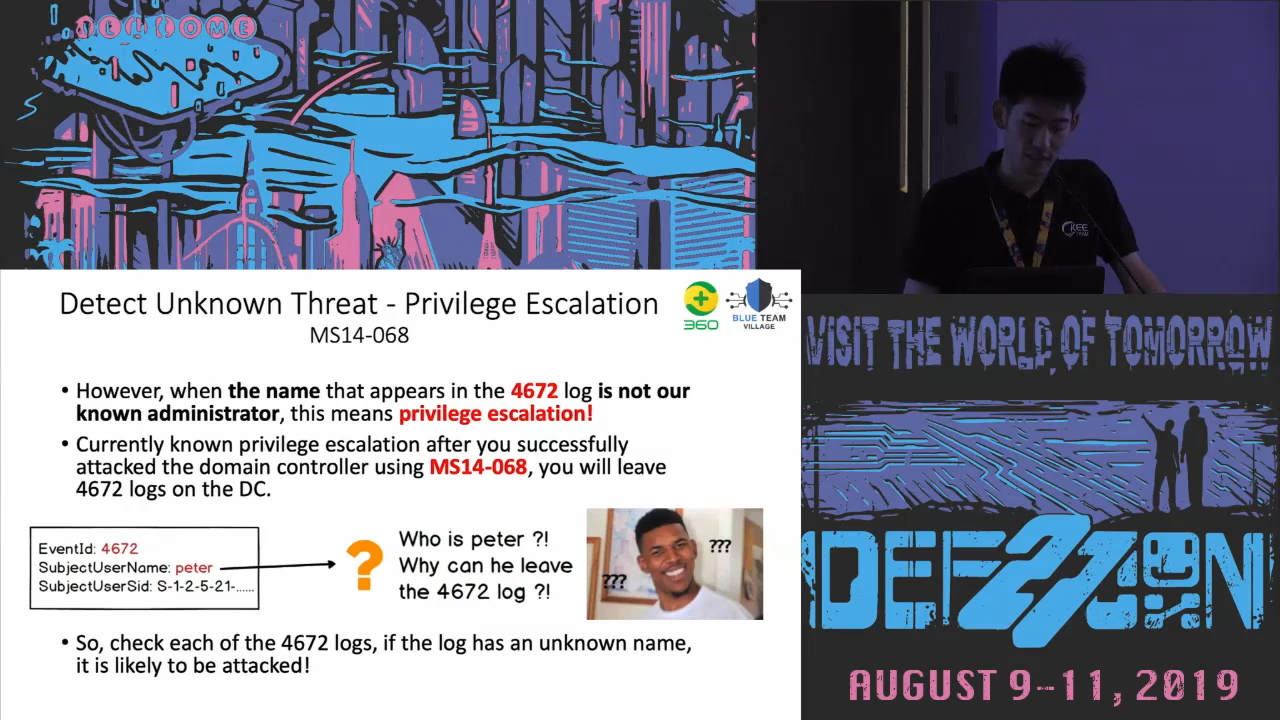 WELCOME
Detect Unknown Threat - Privilege Escalation
MS14-068
360
BLUE TEAM
VILLAGE
• However, when the name that appears in the 4672 log is not our
known administrator, this means privilege escalation!
• Currently known privilege escalation after you successfully
attacked the domain controller using MS14-068, you will leave
4672 logs on the DC.
EventId: 4672
SubjectUserName: peter
SubjectUserSid: S-1-2-5-21-......
?
Who is peter ?!
Why can he leave
the 4672 log ?!
???
???
• So, check each of the 4672 logs, if the log has an unknown name,
it is likely to be attacked!
KEE
TEAM
VISIT THE WORLD OF TOMORROW
DEF CON
27
AUGUST 9-11, 2019